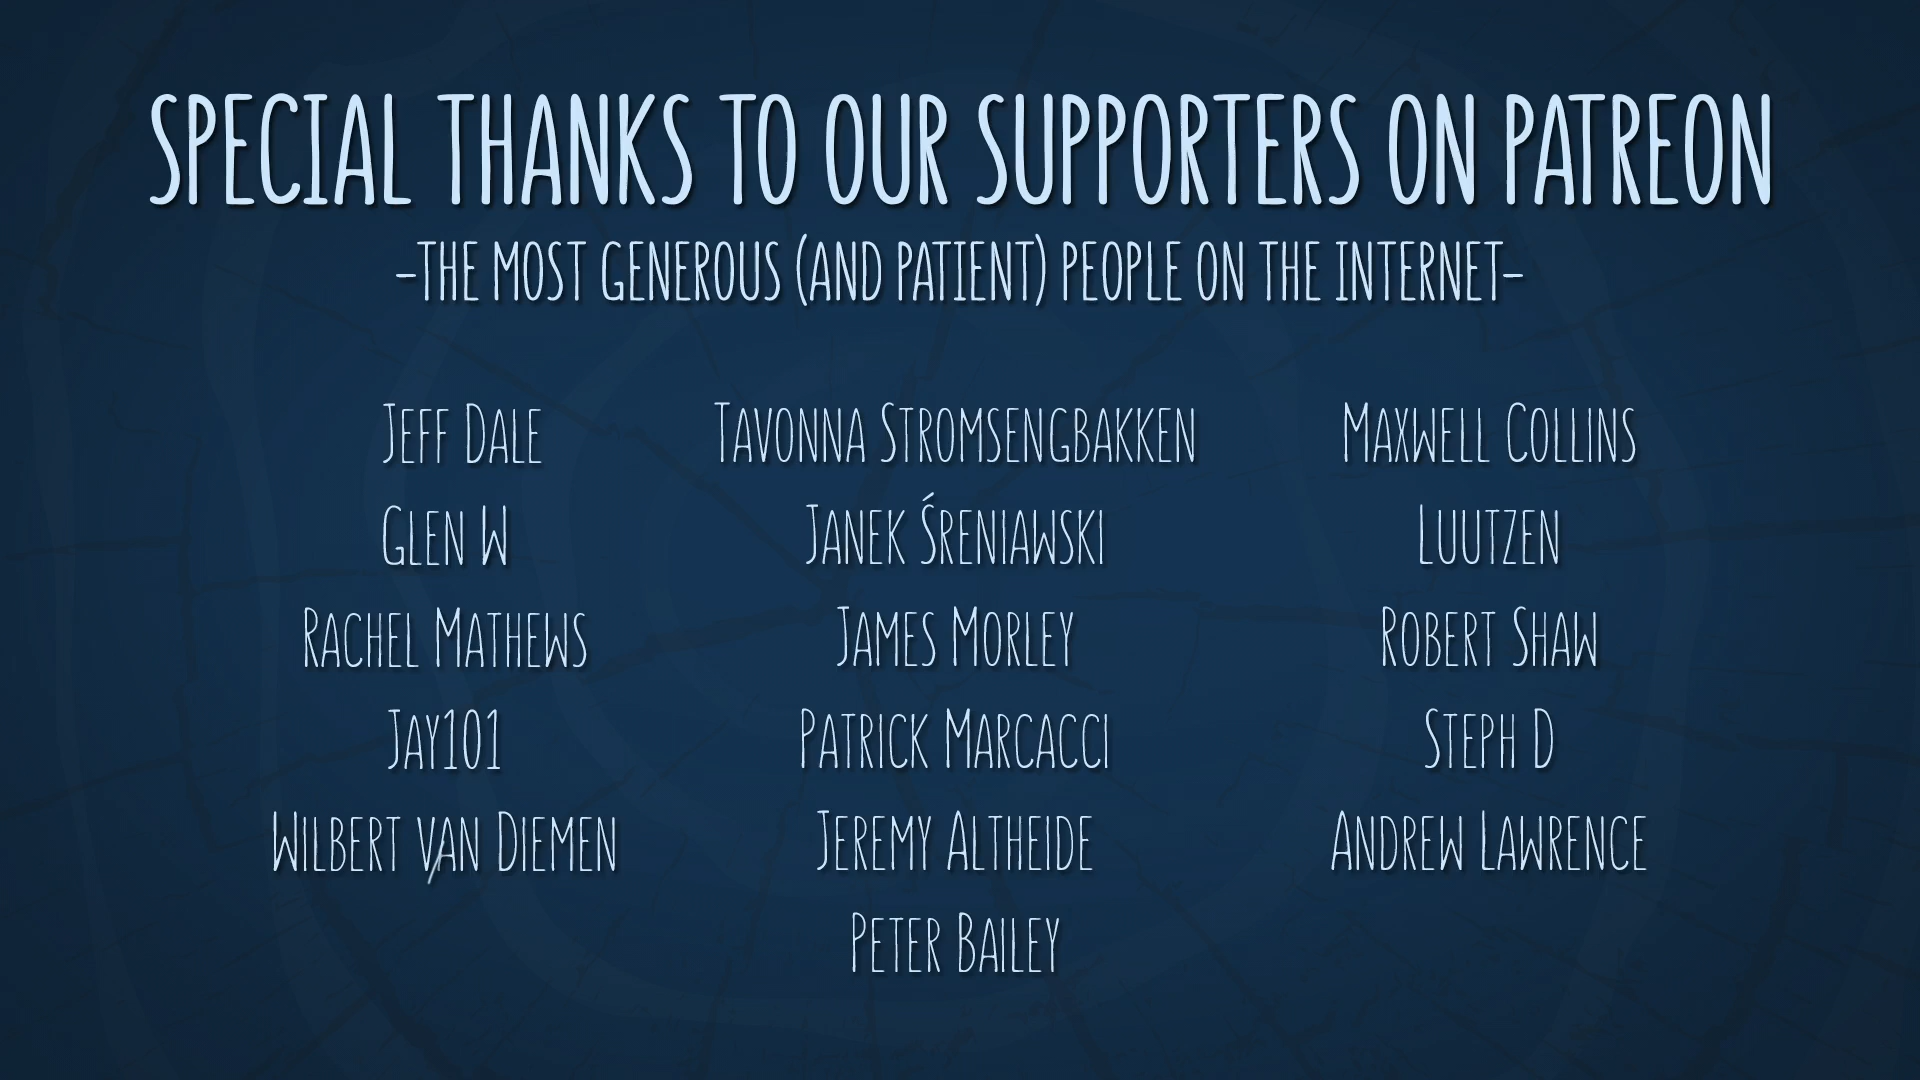 SPECIAL THANKS TO OUR SUPPORTERS ON PATREON
-THE MOST GENEROUS (AND PATIENT) PEOPLE ON THE INTERNET-
Jeff Dale
Glen W
Rachel Mathews
Jay101
Wilbert van Diemen
Tavonna Stromsengbakken
Janek Śreniawski
James Morley
Patrick Marcacci
Jeremy Altheide
Peter Bailey
Maxwell Collins
Luutzen
Robert Shaw
Steph D
Andrew Lawrence